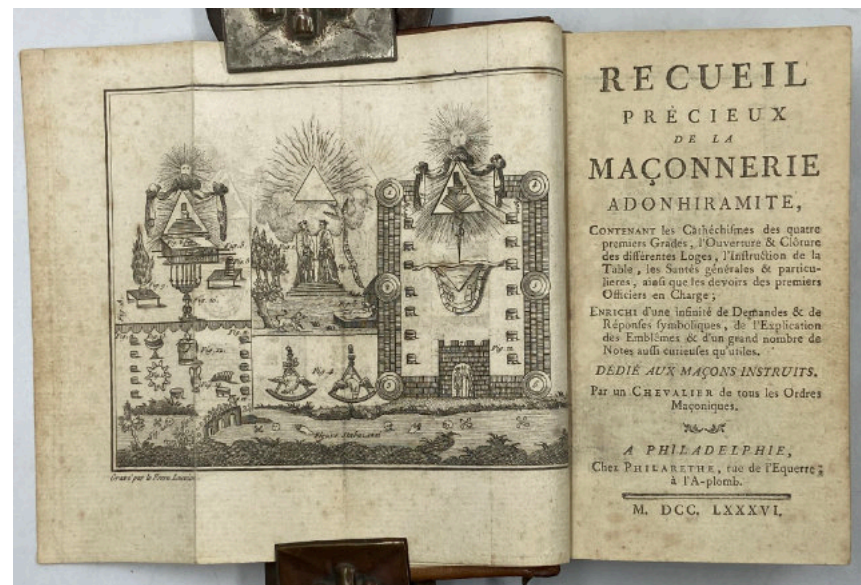 Gravé par le Frere
RECUEIL
PRÉCIEUX
DE LA
MAÇONNERIE
ADONHIRAMITE,
CONTENANT les Cathéchismes des quatre
premiers Grades, l'Ouverture & Clôture
des différentes Loges, l'Instruction de la
Table, les Santés générales & particu-
lieres, ainsi que les devoirs des premiers
Officiers en Charge;
ENRICHI d'une infinité de Demandes & de
Réponses symboliques, de l'Explication
des Emblêmes & d'un grand nombre de
Notes aussi curieuses qu'utiles.
DÉDIÉ AUX MAÇONS INSTRUITS.
Par un CHEVALIER de tous les Ordres
Maçoniques.
A PHILADELPHIE,
Chez PHILARETHE, rue de l'Equerre;
à l'A-plomb.
M. DCC. LXXXVI.